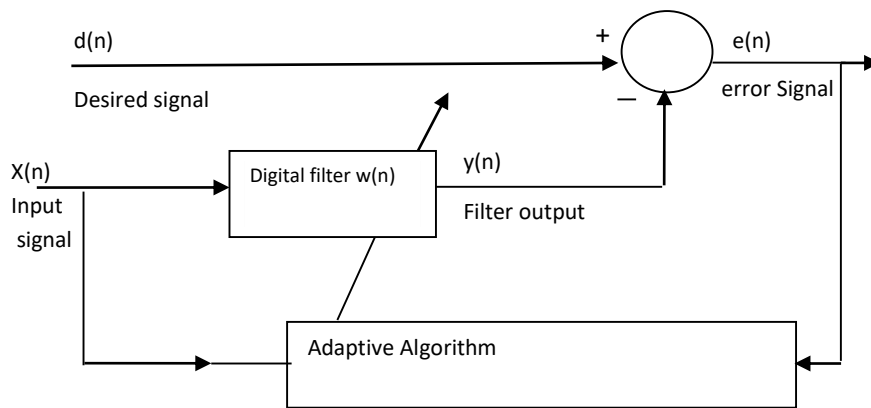 d(n)
+
e(n)
Desired signal
_
error Signal
X(n)
Digital filter w(n)
y(n)
Input
signal
Filter output
Adaptive Algorithm